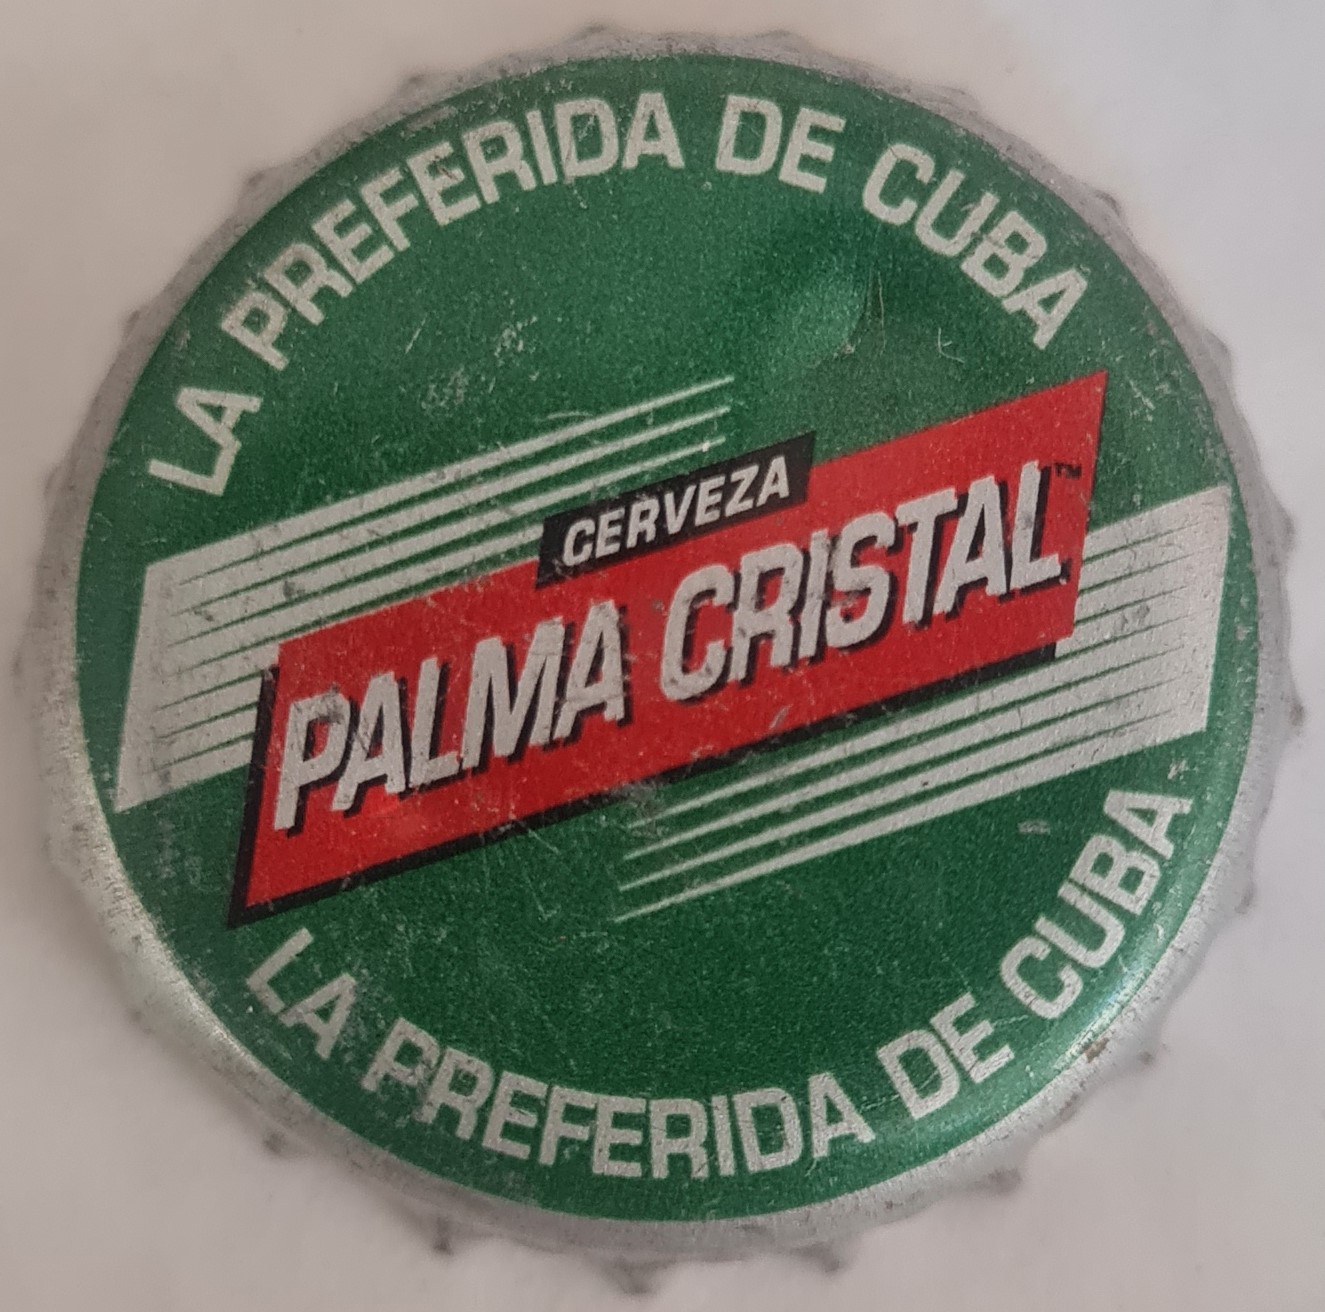 LA PREFERIDA DE CUBA
CERVEZA
PALMA CRISTAL™
LA PREFERIDA DE CUBA